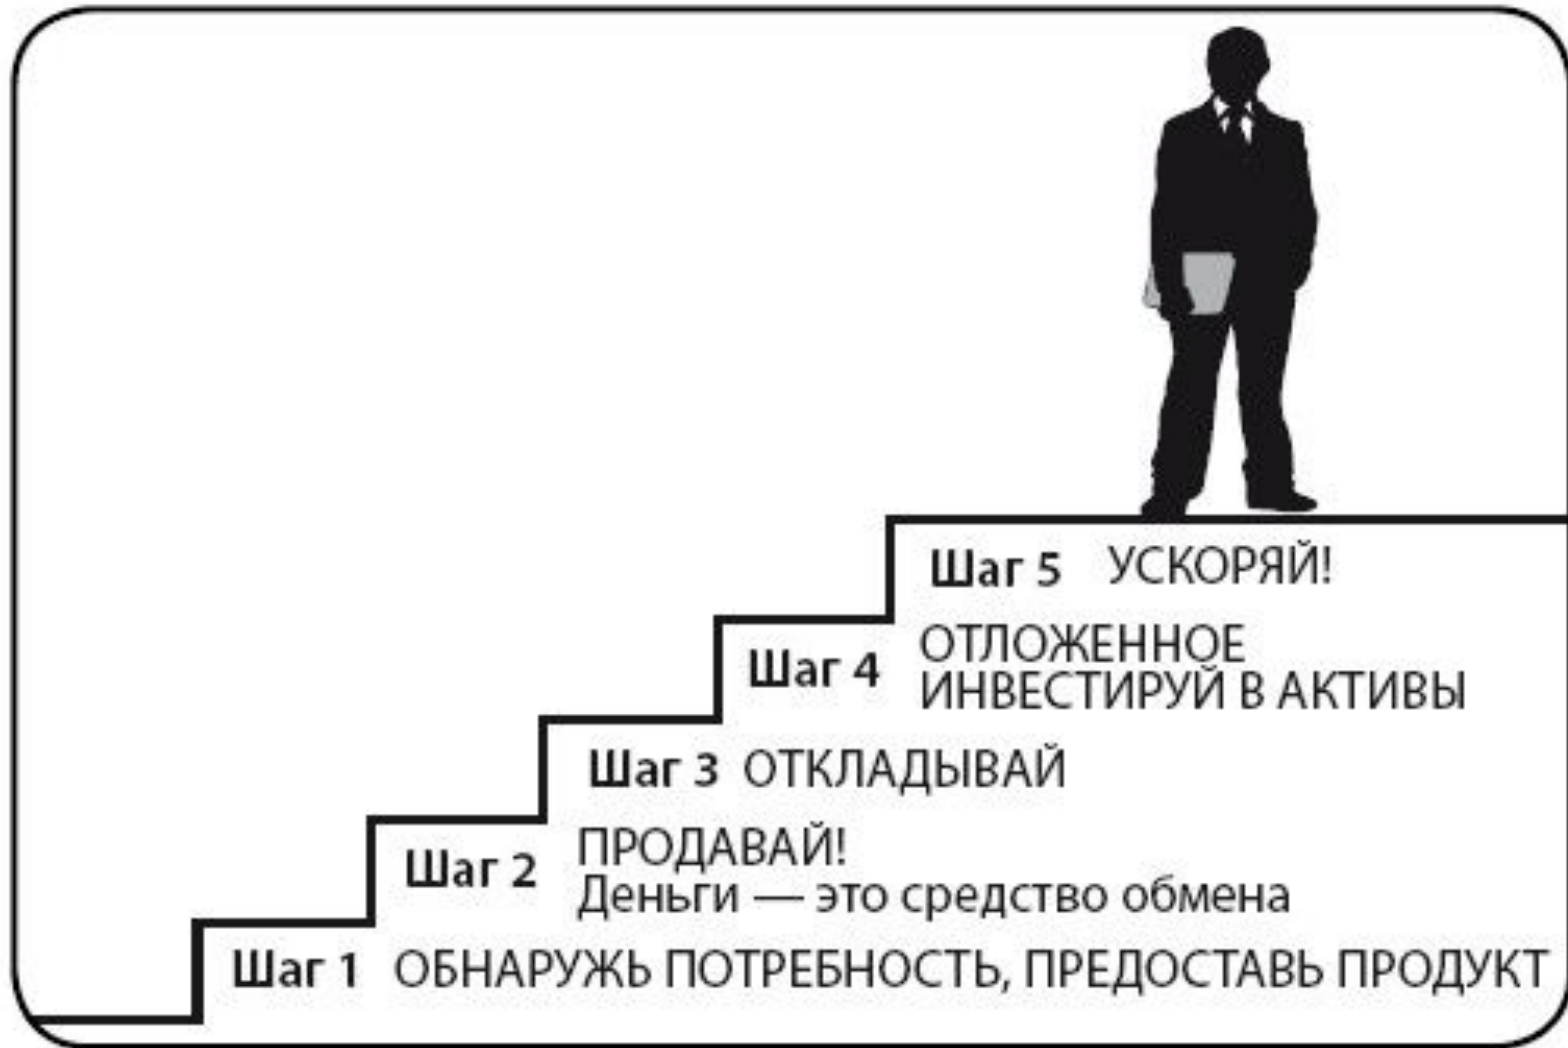 Шаг 5 УСКОРЯЙ!
Шаг 4 ОТЛОЖЕННОЕ
ИНВЕСТИРУЙ В АКТИВЫ
Шаг 3 ОТКЛАДЫВАЙ
Шаг 2 ПРОДАВАЙ!
Деньги — это средство обмена
Шаг 1 ОБНАРУЖЬ ПОТРЕБНОСТЬ, ПРЕДОСТАВЬ ПРОДУКТ